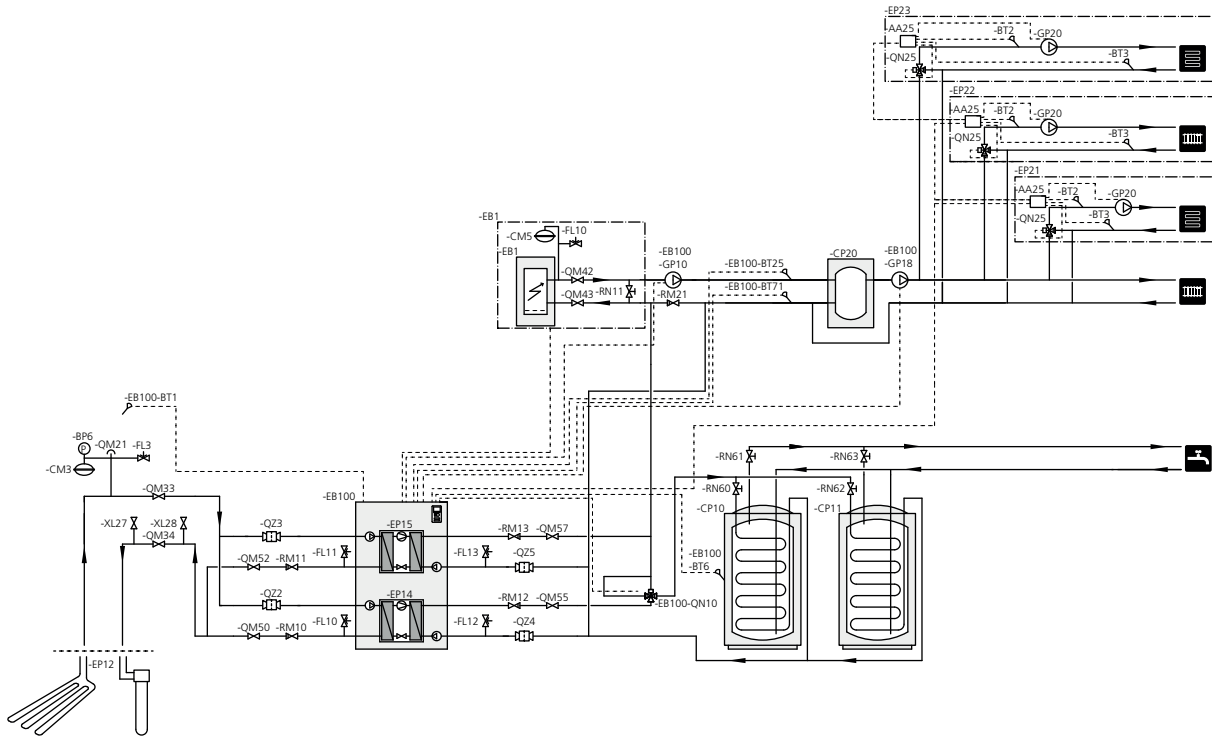 -EP23
-AA25
-BT2
-GP20
-QN25
-BT3
-EP22
-AA25
-BT2
-GP20
-QN25
-BT3
-EP21
-AA25
-BT2
-GP20
-QN25
-BT3
-EB1
-CM5
-FL10
-EB1
-QM42
-QM43
-RN11
-EB100
-GP10
-RM21
-EB100-BT25
-EB100-BT71
-CP20
-EB100
-GP18
-EB100-BT1
-BP6
P
-QM21
-FL3
-CM3
-QM33
-XL27
-XL28
-QM34
-EB100
-EP15
-QZ3
-QM52
-RM11
-FL11
-RM13
-QM57
-FL13
-QZ5
-EP14
-QZ2
-QM50
-RM10
-FL10
-RM12
-QM55
-FL12
-QZ4
-EB100-QN10
-RN61
-RN63
-RN60
-RN62
-CP10
-CP11
-EB100
-BT6
-EP12